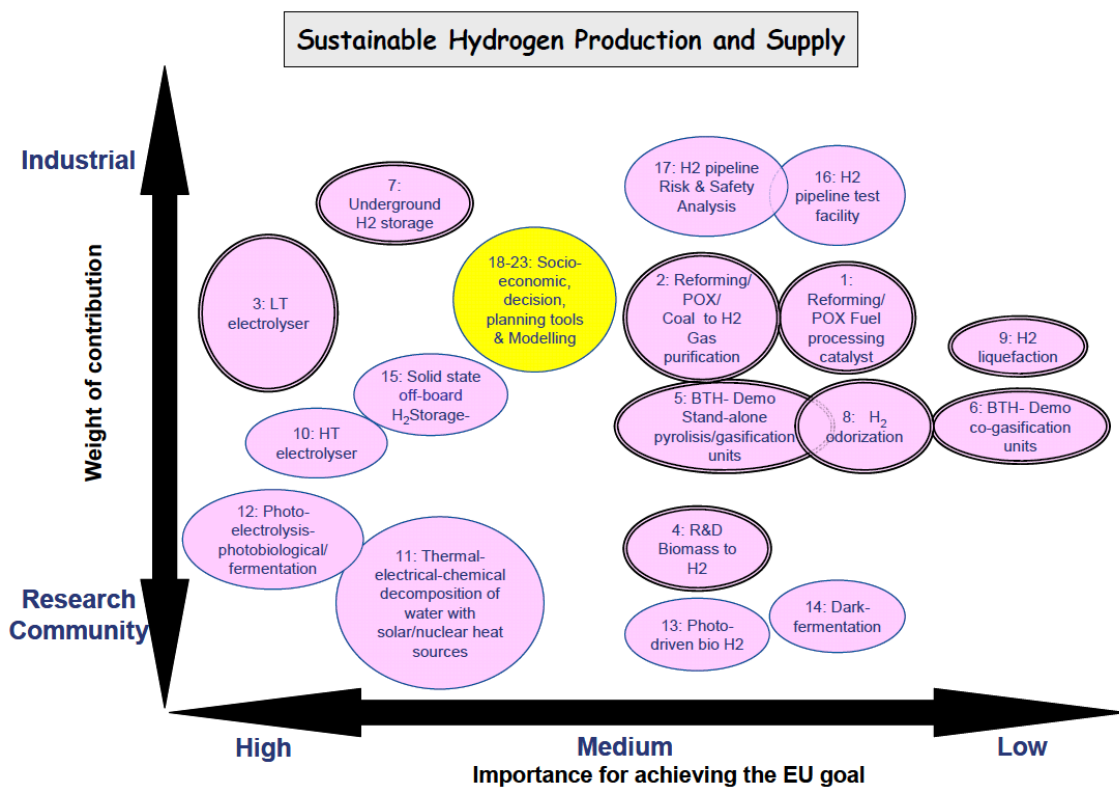 Sustainable Hydrogen Production and Supply
Industrial
Weight of contribution
Research
Community
7:
Underground
H2 storage
3: LT
electrolyser
18-23: Socio-
economic,
decision,
planning tools
& Modelling
17: H2 pipeline
Risk & Safety
Analysis
16: H2
pipeline test
facility
2: Reforming/
POX/
Coal to H2
Gas
purification
1:
Reforming/
POX Fuel
processing
catalyst
9: H2
liquefaction
15: Solid state
off-board
H2Storage-
10: HT
electrolyser
5: BTH- Demo
Stand-alone
pyrolisis/gasification
units
8: H2
odorization
6: BTH- Demo
co-gasification
units
12: Photo-
electrolysis-
photobiological/
fermentation
11: Thermal-
electrical-chemical
decomposition of
water with
solar/nuclear heat
sources
4: R&D
Biomass to
H2
13: Photo-
driven bio H2
14: Dark-
fermentation
High
Medium
Low
Importance for achieving the EU goal